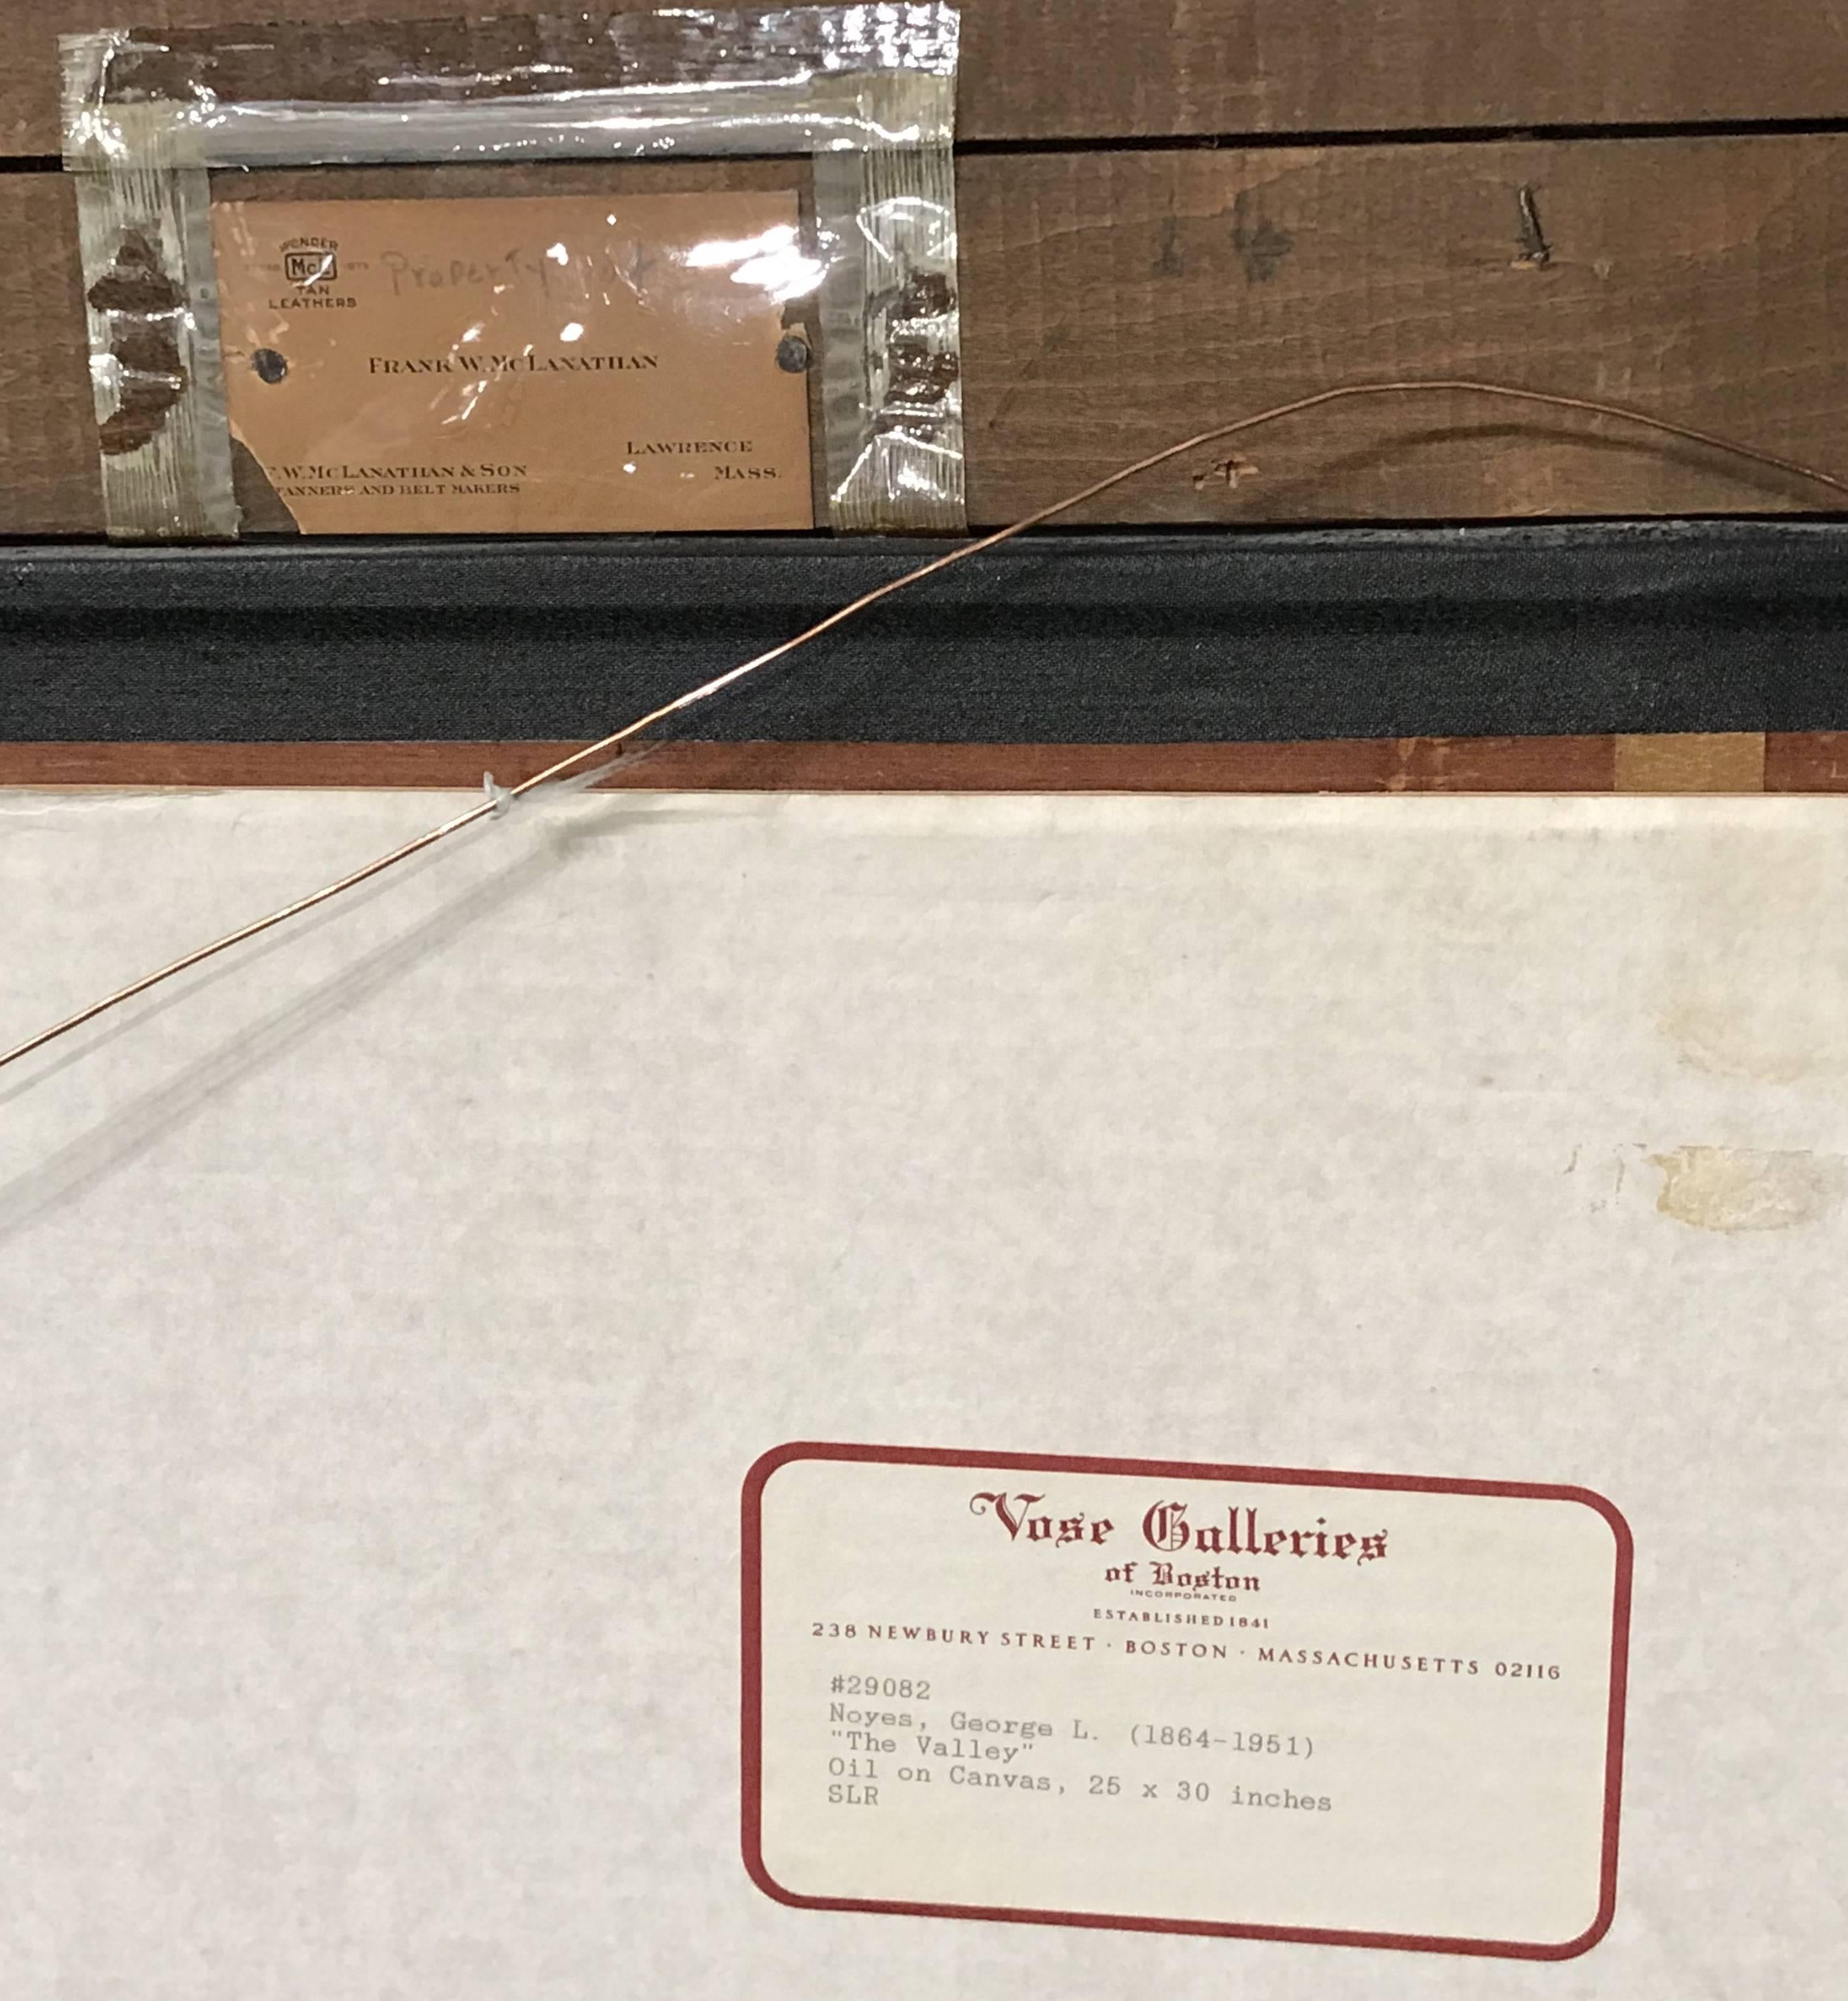 WONDER
McL
TAN
LEATHERS
Property of
FRANK W. MCLANATHAN
LAWRENCE
MASS.
F.W. MCLANATHAN & SON
TANNERS AND BELT MAKERS
Vose Galleries
of Boston
INCORPORATED
ESTABLISHED 1841
238 NEWBURY STREET · BOSTON · MASSACHUSETTS 02116
#29082
Noyes, George L. (1864-1951)
"The Valley"
Oil on Canvas, 25 x 30 inches
SLR